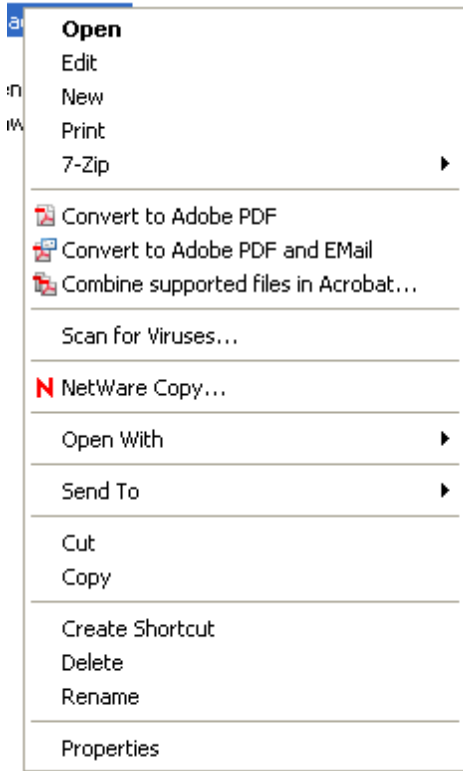 Open
Edit
New
Print
7-Zip
Convert to Adobe PDF
Convert to Adobe PDF and EMail
Combine supported files in Acrobat...
Scan for Viruses...
N NetWare Copy...
Open With
Send To
Cut
Copy
Create Shortcut
Delete
Rename
Properties